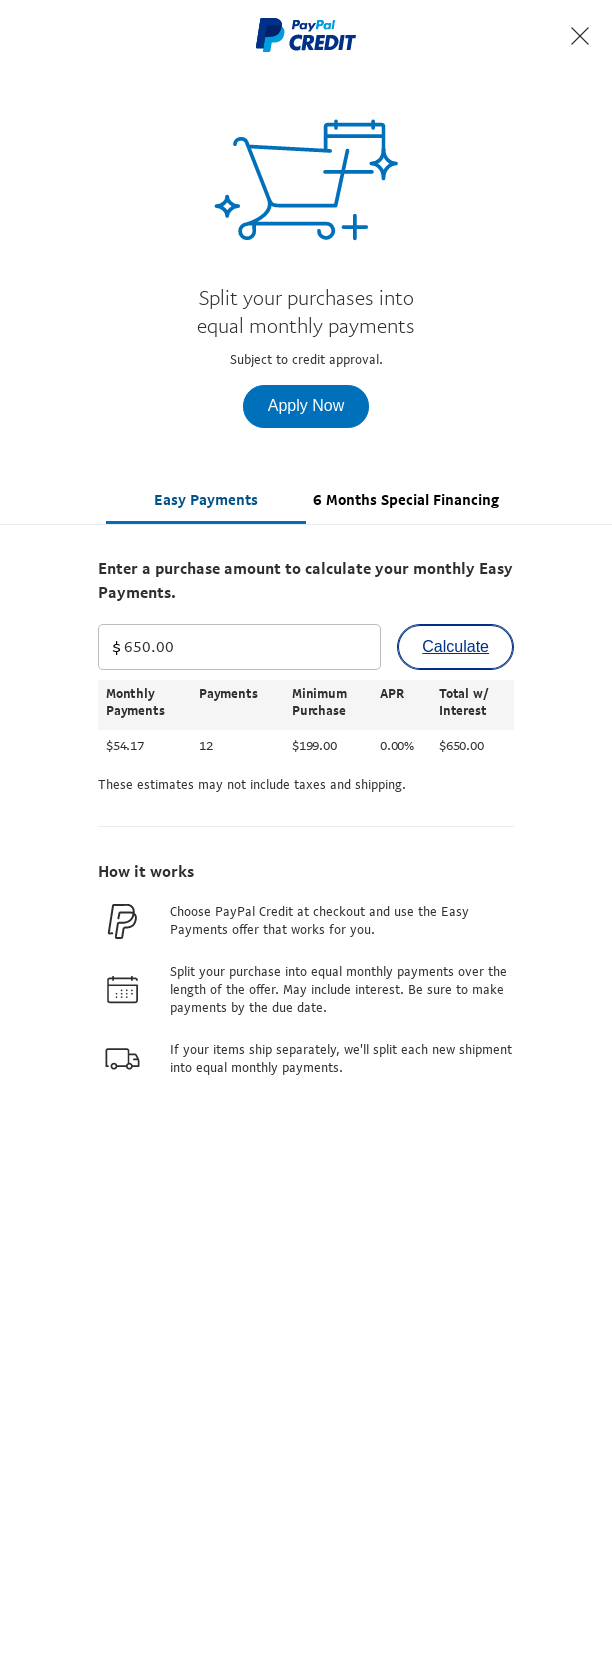 PayPal
CREDIT
Split your purchases into
equal monthly payments
Subject to credit approval.
Apply Now
Easy Payments
6 Months Special Financing
Enter a purchase amount to calculate your monthly Easy
Payments.
$ 650.00
Calculate
Monthly Payments Payments Minimum Purchase APR Total w/ Interest
$54.17 12 $199.00 0.00% $650.00
These estimates may not include taxes and shipping.
How it works
Choose PayPal Credit at checkout and use the Easy
Payments offer that works for you.
Split your purchase into equal monthly payments over the
length of the offer. May include interest. Be sure to make
payments by the due date.
If your items ship separately, we'll split each new shipment
into equal monthly payments.